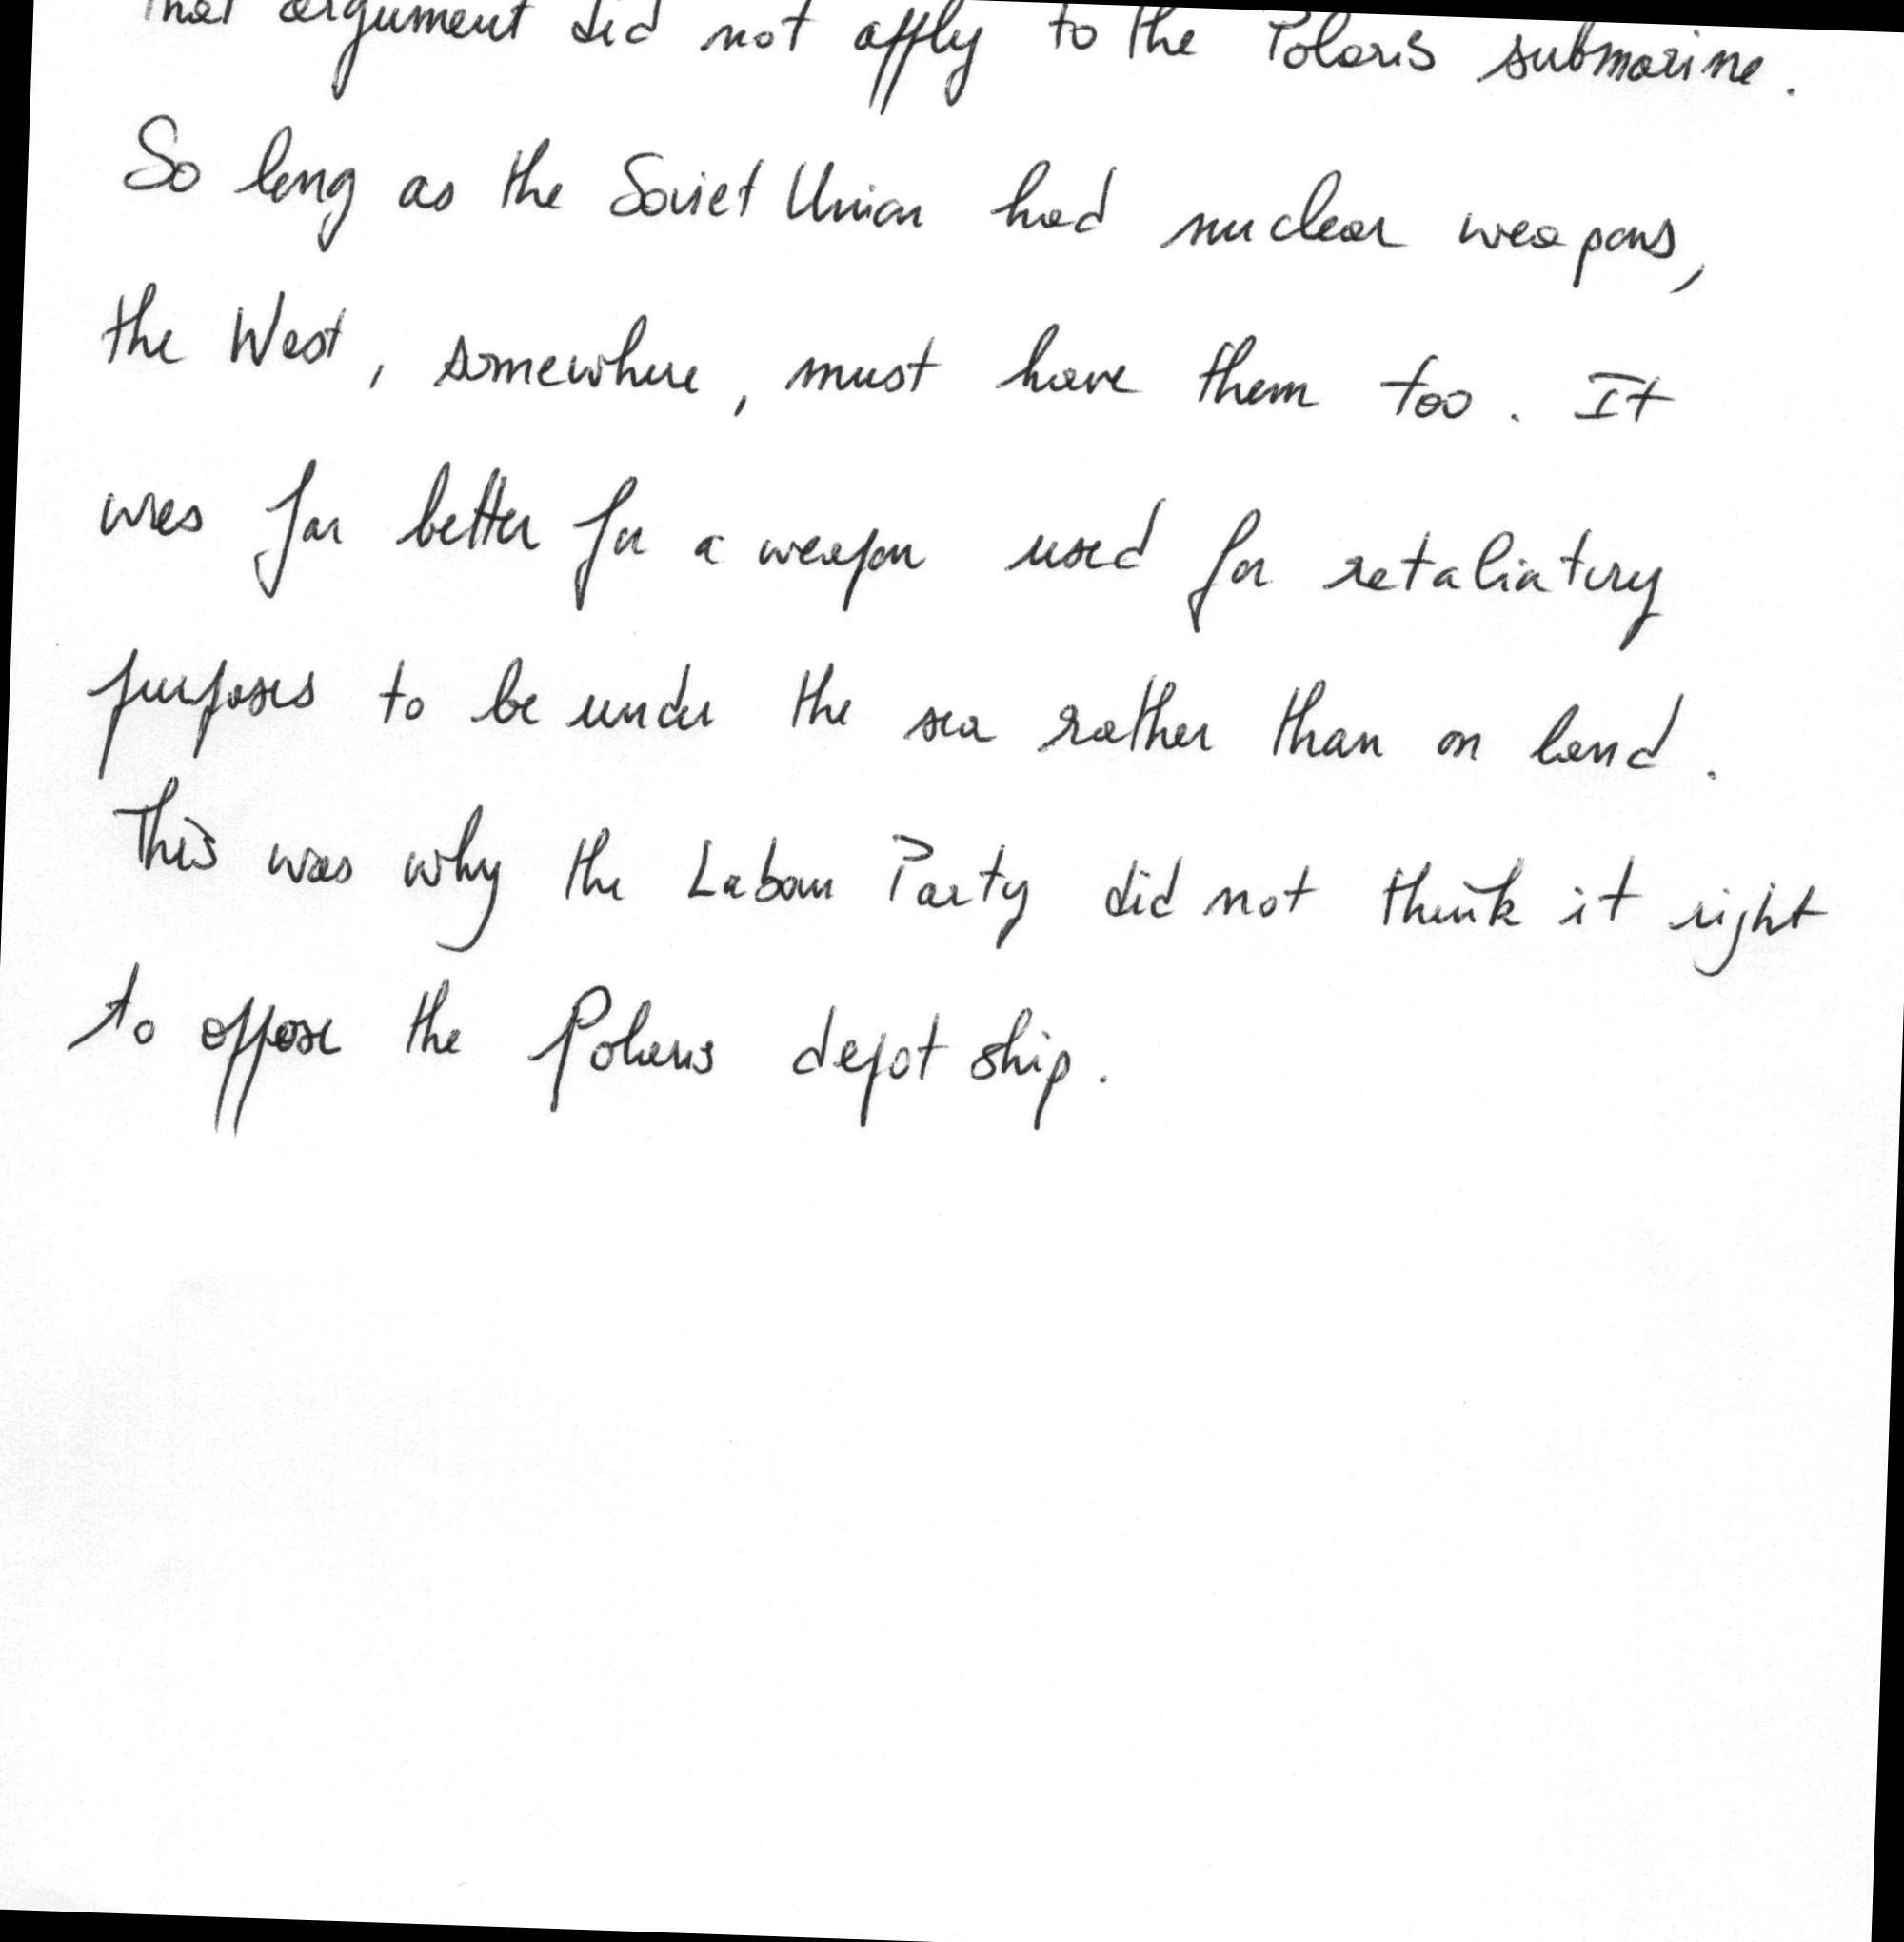 That argument did not apply to the Polaris submarine.
So long as the Soviet Union had nuclear weapons,
the West, somewhere, must have them too. It
was far better for a weapon used for retaliatory
purposes to be under the sea rather than on land.
This was why the Labour Party did not think it right
to oppose the Polaris depot ship.